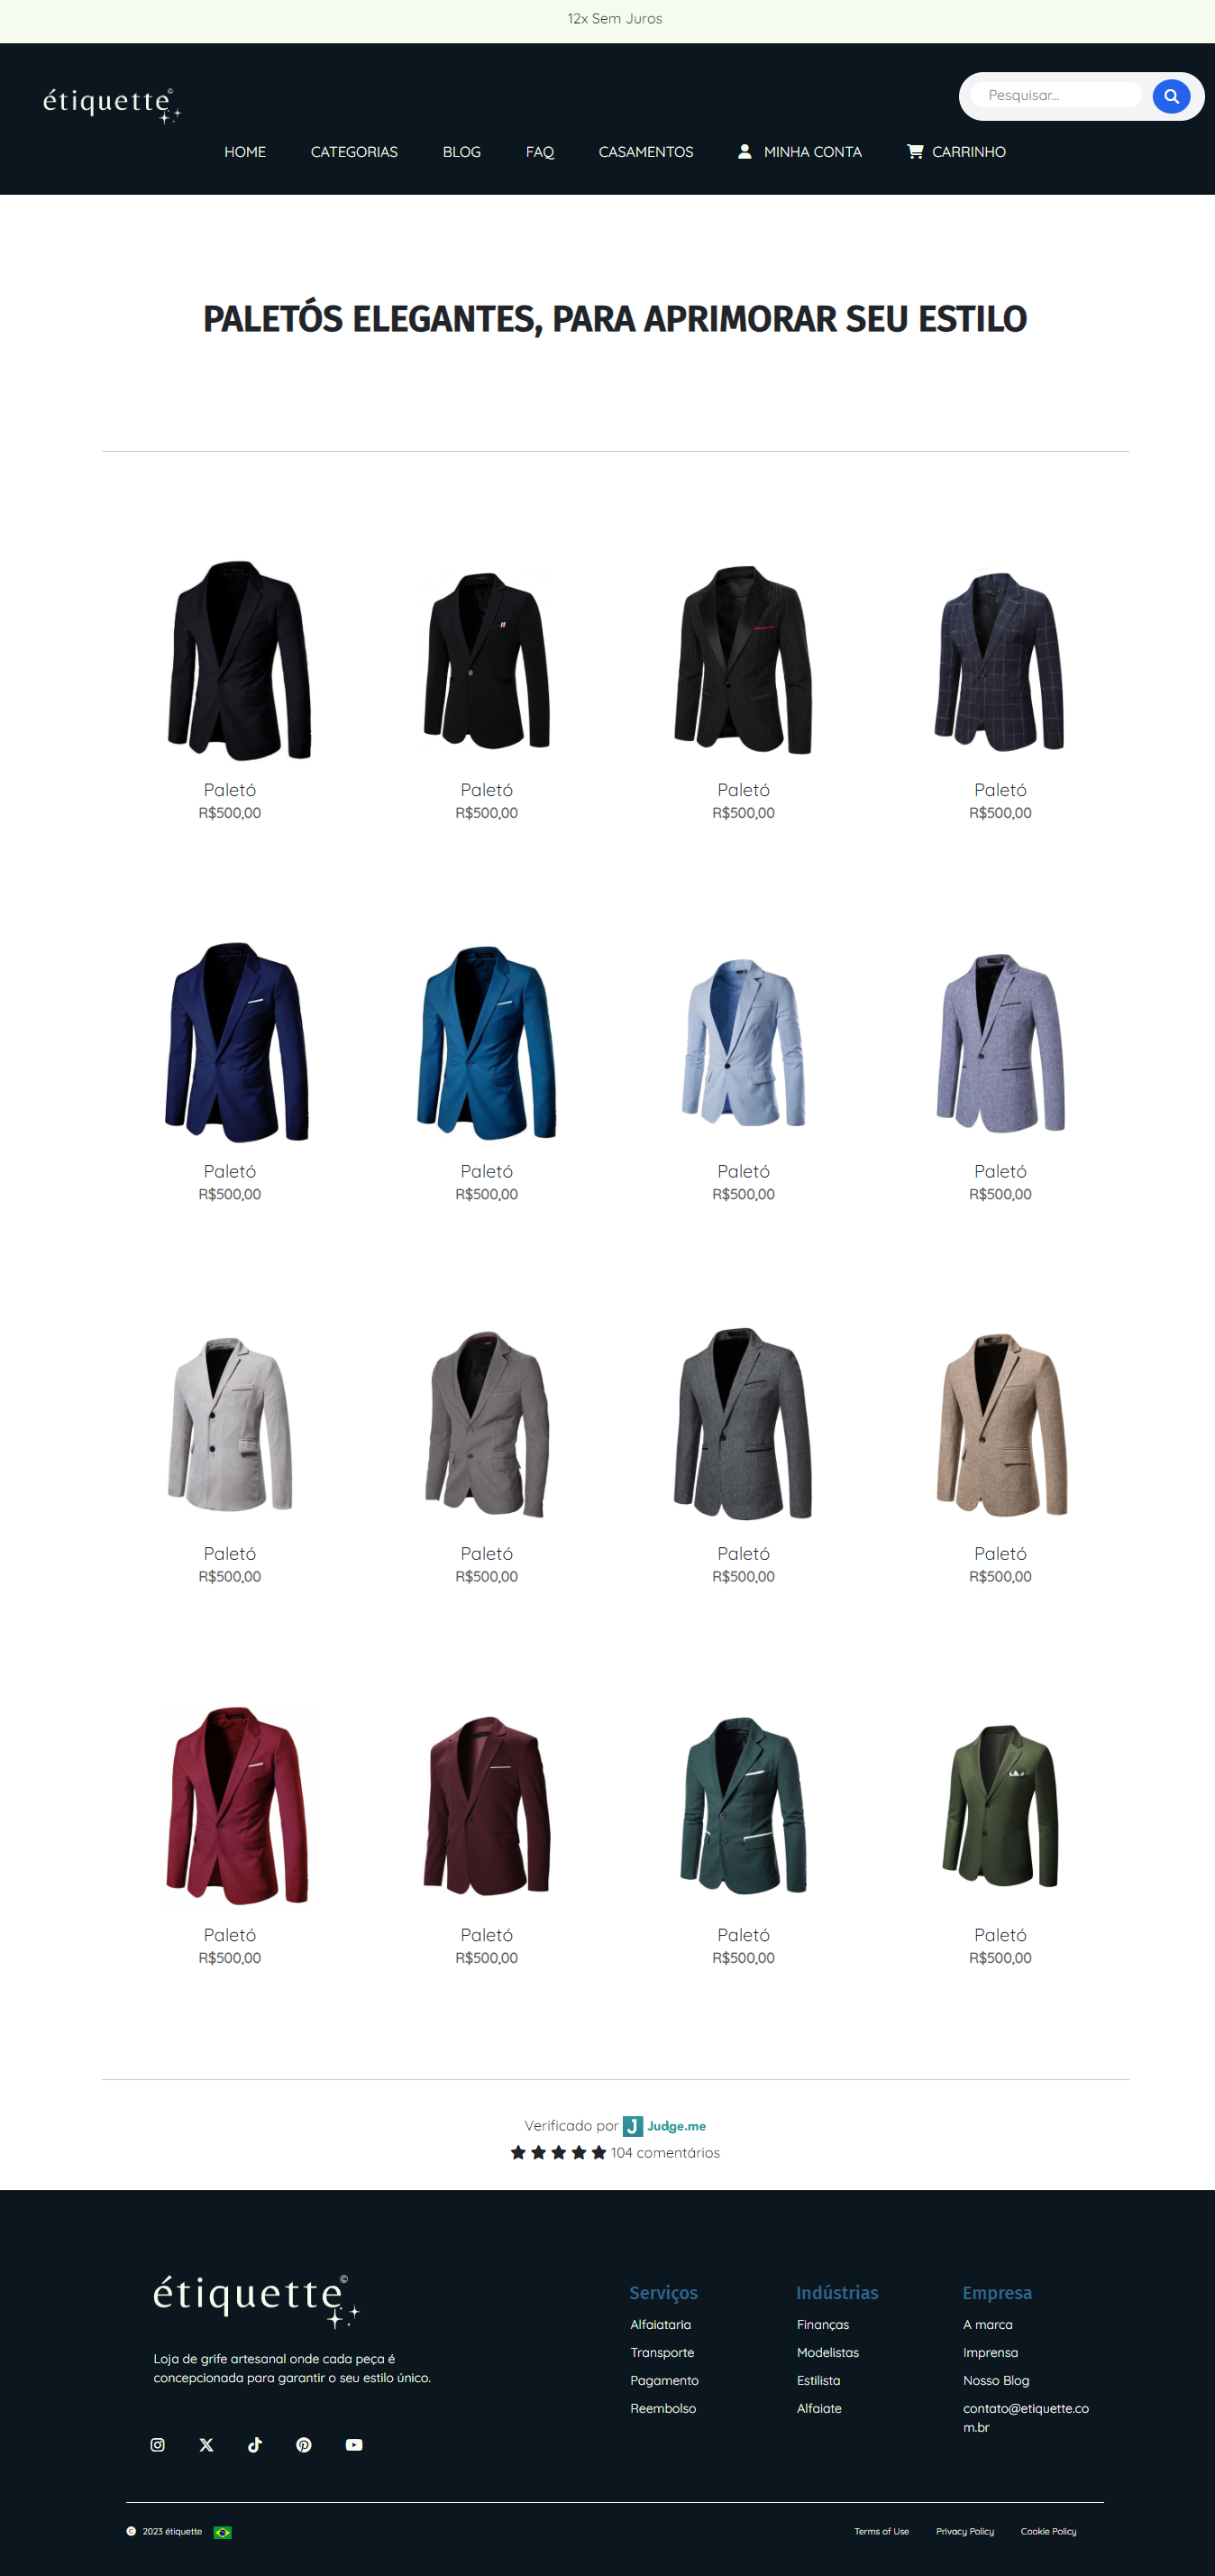 12x Sem Juros
étiquette©
Pesquisar...
HOME CATEGORIAS BLOG FAQ CASAMENTOS MINHA CONTA CARRINHO
PALETÓS ELEGANTES, PARA APRIMORAR SEU ESTILO
Paletó Paletó Paletó Paletó
R$500,00 R$500,00 R$500,00 R$500,00
Paletó Paletó Paletó Paletó
R$500,00 R$500,00 R$500,00 R$500,00
Paletó Paletó Paletó Paletó
R$500,00 R$500,00 R$500,00 R$500,00
Paletó Paletó Paletó Paletó
R$500,00 R$500,00 R$500,00 R$500,00
Verificado por J Judge.me
104 comentários
étiquette©
Loja de grife artesanal onde cada peça é
concepcionada para garantir o seu estilo único.
Serviços
Alfaiataria
Transporte
Pagamento
Reembolso
Indústrias
Finanças
Modelistas
Estilista
Alfaiate
Empresa
A marca
Imprensa
Nosso Blog
contato@etiquette.co
m.br
© 2023 étiquette
Terms of Use Privacy Policy Cookie Policy